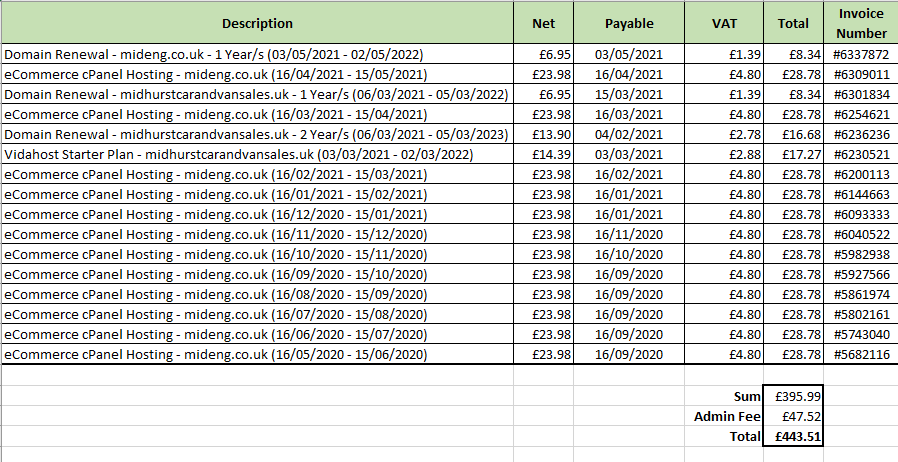 Description Net Payable VAT Total Invoice Number
Domain Renewal - mideng.co.uk - 1 Year/s (03/05/2021 - 02/05/2022) £6.95 03/05/2021 £1.39 £8.34 #6337872
eCommerce cPanel Hosting - mideng.co.uk (16/04/2021 - 15/05/2021) £23.98 16/04/2021 £4.80 £28.78 #6309011
Domain Renewal - midhurstcarandvansales.uk - 1 Year/s (06/03/2021 - 05/03/2022) £6.95 15/03/2021 £1.39 £8.34 #6301834
eCommerce cPanel Hosting - mideng.co.uk (16/03/2021 - 15/04/2021) £23.98 16/03/2021 £4.80 £28.78 #6254621
Domain Renewal - midhurstcarandvansales.uk - 2 Year/s (06/03/2021 - 05/03/2023) £13.90 04/02/2021 £2.78 £16.68 #6236236
Vidahost Starter Plan - midhurstcarandvansales.uk (03/03/2021 - 02/03/2022) £14.39 03/03/2021 £2.88 £17.27 #6230521
eCommerce cPanel Hosting - mideng.co.uk (16/02/2021 - 15/03/2021) £23.98 16/02/2021 £4.80 £28.78 #6200113
eCommerce cPanel Hosting - mideng.co.uk (16/01/2021 - 15/02/2021) £23.98 16/01/2021 £4.80 £28.78 #6144663
eCommerce cPanel Hosting - mideng.co.uk (16/12/2020 - 15/01/2021) £23.98 16/01/2021 £4.80 £28.78 #6093333
eCommerce cPanel Hosting - mideng.co.uk (16/11/2020 - 15/12/2020) £23.98 16/11/2020 £4.80 £28.78 #6040522
eCommerce cPanel Hosting - mideng.co.uk (16/10/2020 - 15/11/2020) £23.98 16/10/2020 £4.80 £28.78 #5982938
eCommerce cPanel Hosting - mideng.co.uk (16/09/2020 - 15/10/2020) £23.98 16/09/2020 £4.80 £28.78 #5927566
eCommerce cPanel Hosting - mideng.co.uk (16/08/2020 - 15/09/2020) £23.98 16/09/2020 £4.80 £28.78 #5861974
eCommerce cPanel Hosting - mideng.co.uk (16/07/2020 - 15/08/2020) £23.98 16/09/2020 £4.80 £28.78 #5802161
eCommerce cPanel Hosting - mideng.co.uk (16/06/2020 - 15/07/2020) £23.98 16/09/2020 £4.80 £28.78 #5743040
eCommerce cPanel Hosting - mideng.co.uk (16/05/2020 - 15/06/2020) £23.98 16/09/2020 £4.80 £28.78 #5682116
Sum £395.99
Admin Fee £47.52
Total £443.51